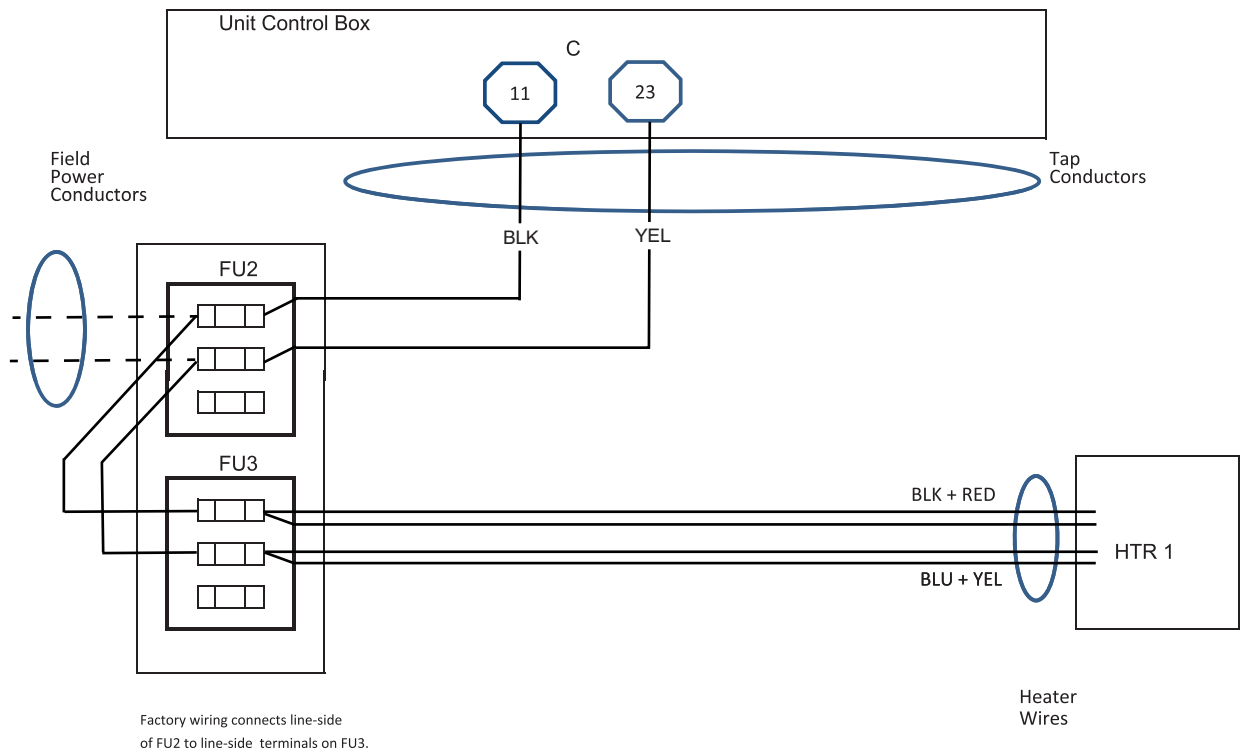 Unit Control Box
C
11
23
Field
Power
Conductors
Tap
Conductors
BLK
YEL
FU2
FU3
BLK + RED
HTR 1
BLU + YEL
Heater
Wires
Factory wiring connects line-side
of FU2 to line-side terminals on FU3.